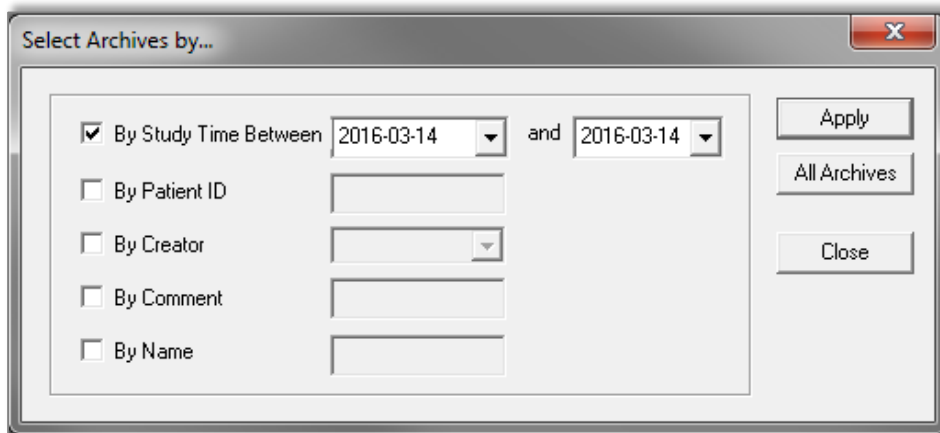 Select Archives by...
By Study Time Between 2016-03-14 and 2016-03-14
Apply
By Patient ID
All Archives
By Creator
Close
By Comment
By Name